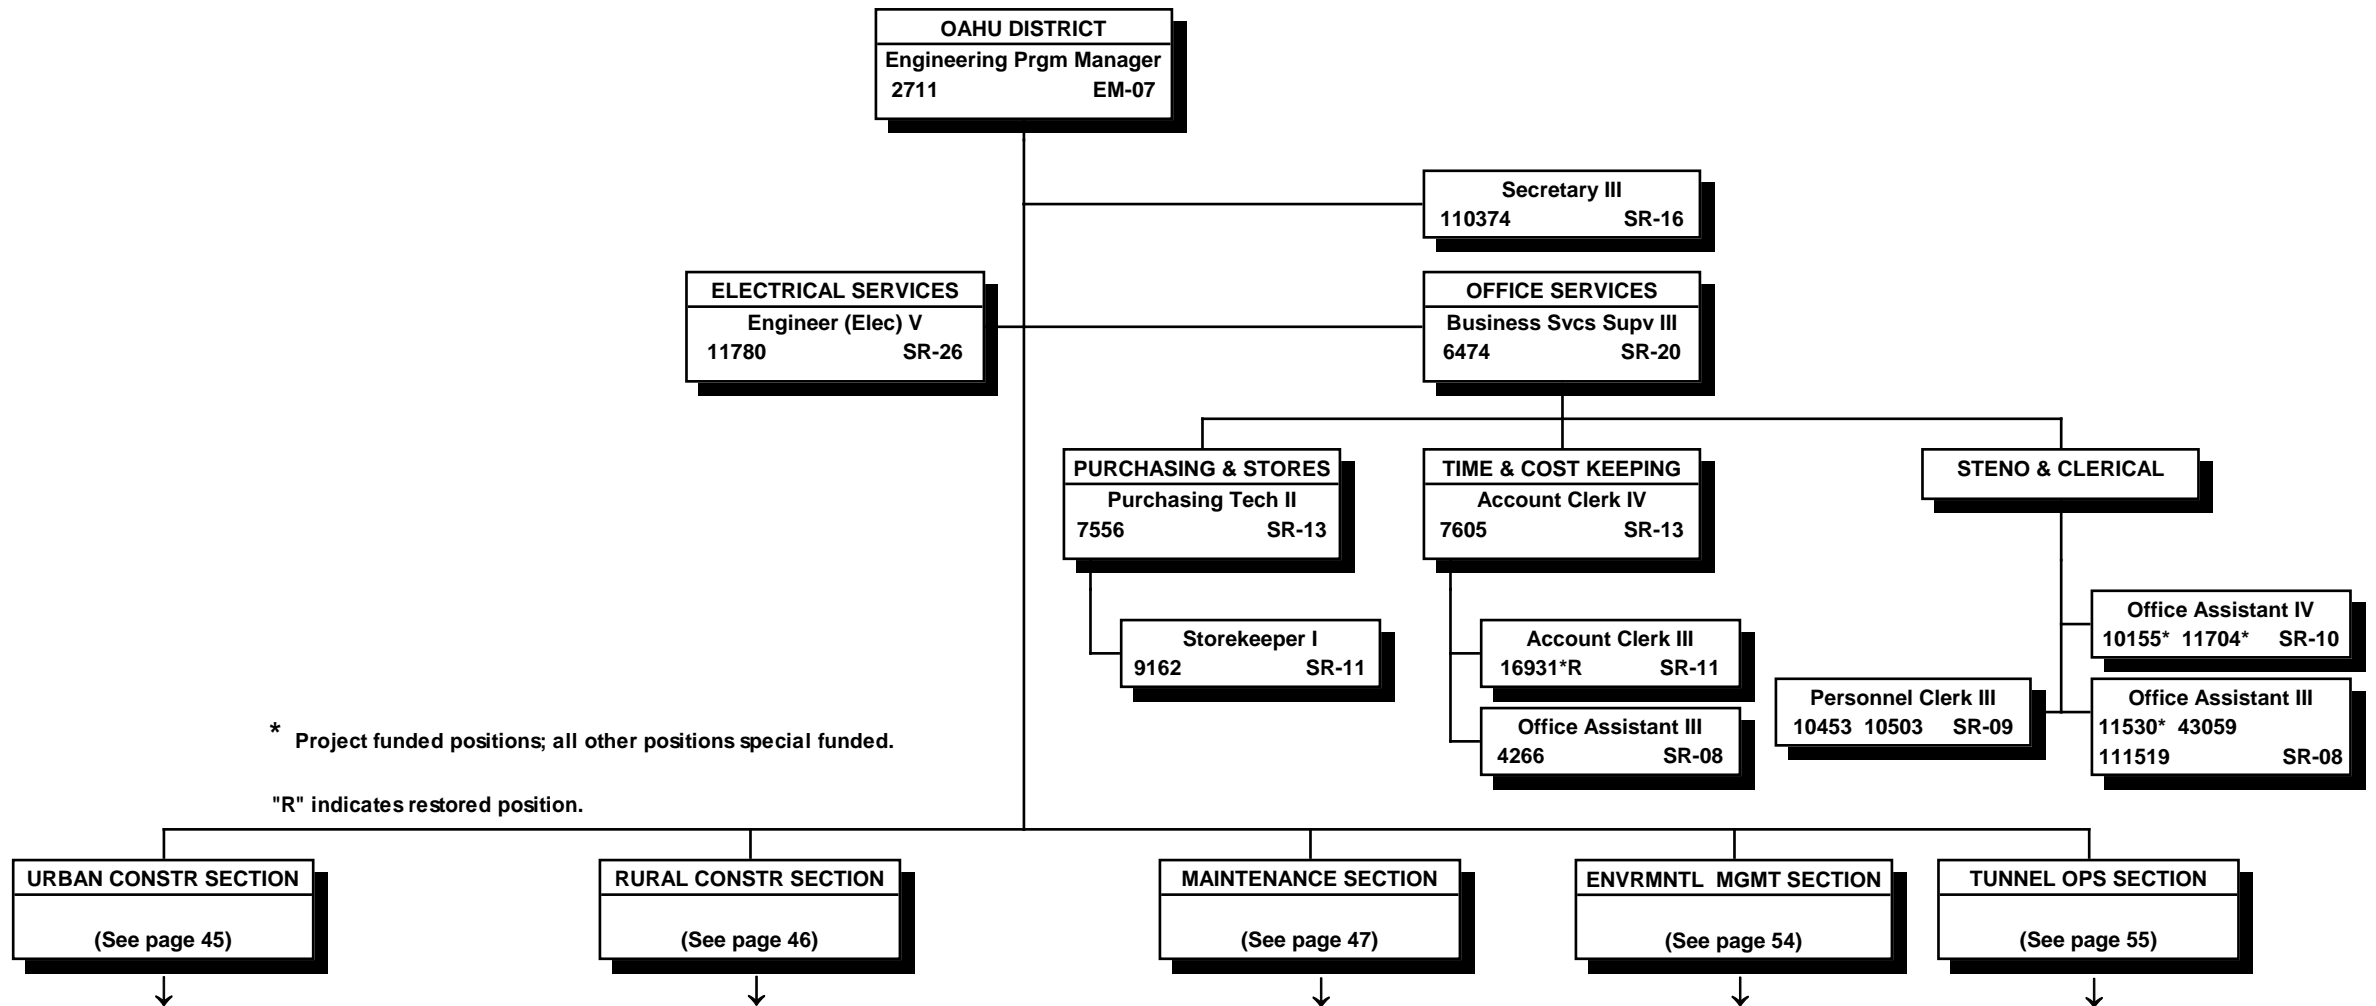 OAHU DISTRICT
Engineering Prgm Manager
2711 EM-07
Secretary III
110374 SR-16
ELECTRICAL SERVICES
Engineer (Elec) V
11780 SR-26
OFFICE SERVICES
Business Svcs Supv III
6474 SR-20
PURCHASING & STORES
Purchasing Tech II
7556 SR-13
TIME & COST KEEPING
Account Clerk IV
7605 SR-13
STENO & CLERICAL
Storekeeper I
9162 SR-11
Account Clerk III
16931*R SR-11
Office Assistant III
4266 SR-08
Office Assistant IV
10155* 11704* SR-10
Personnel Clerk III
10453 10503 SR-09
Office Assistant III
11530* 43059
111519 SR-08
* Project funded positions; all other positions special funded.
"R" indicates restored position.
URBAN CONSTR SECTION
(See page 45)
RURAL CONSTR SECTION
(See page 46)
MAINTENANCE SECTION
(See page 47)
ENVRMNTL MGMT SECTION
(See page 54)
TUNNEL OPS SECTION
(See page 55)